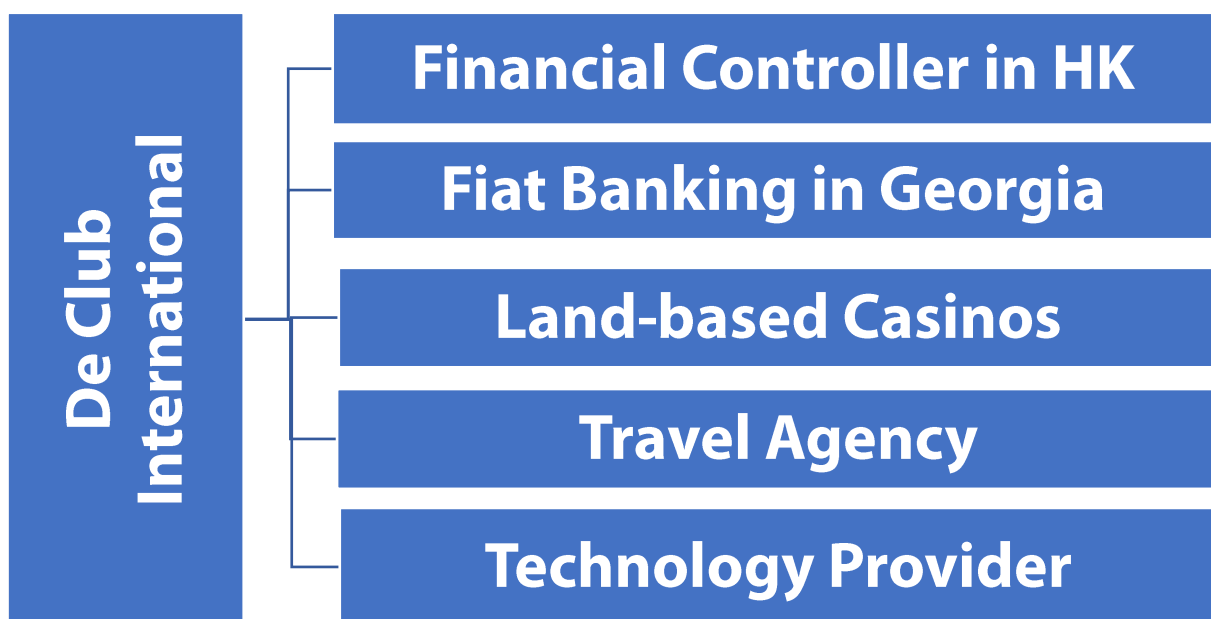 De Club
International
Financial Controller in HK
Fiat Banking in Georgia
Land-based Casinos
Travel Agency
Technology Provider